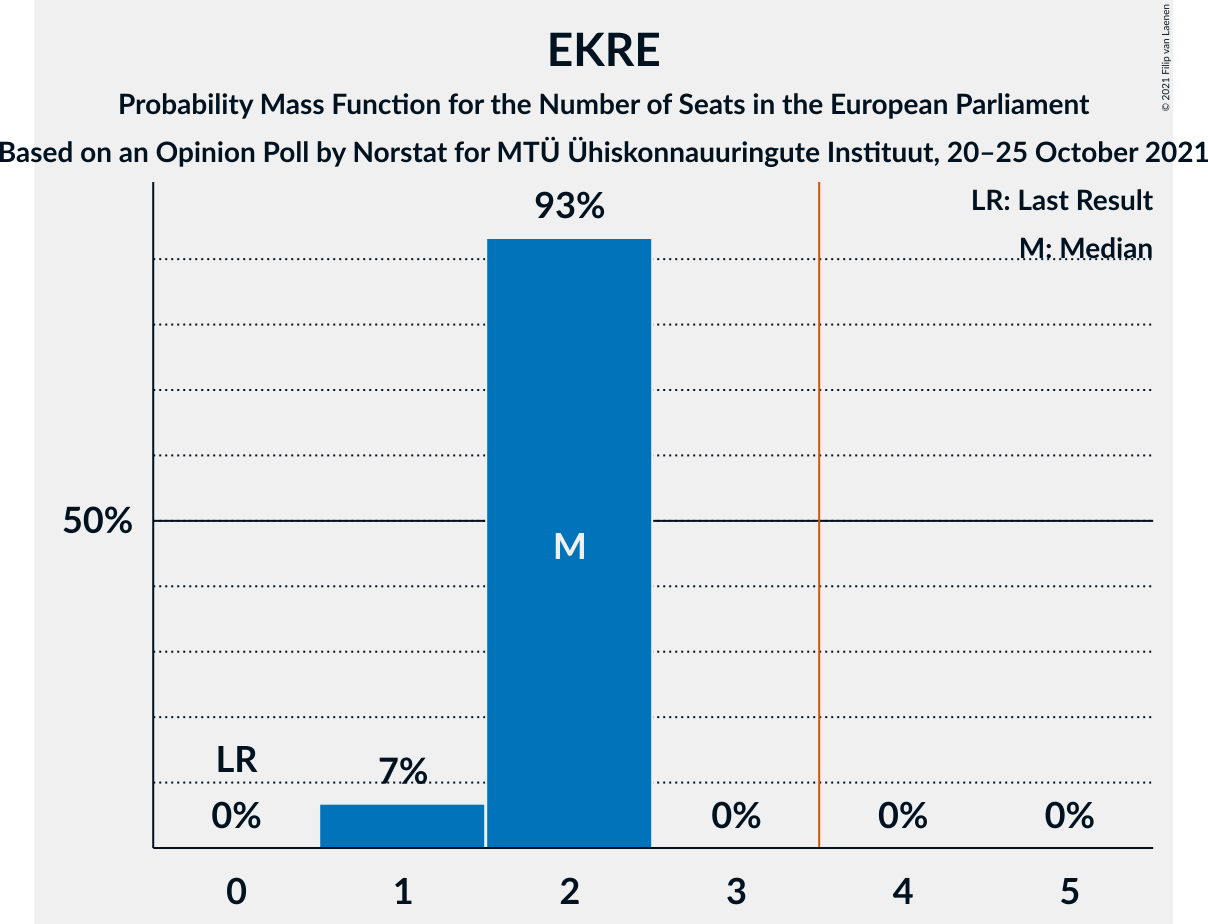 EKRE
Probability Mass Function for the Number of Seats in the European Parliament
Based on an Opinion Poll by Norstat for MTÜ Ühiskonnauuringute Instituut, 20–25 October 2021
© 2021 Filip van Laenen
93%
LR: Last Result
M: Median
50%
M
LR
7%
0%
0%
0%
0%
0
1
2
3
4
5